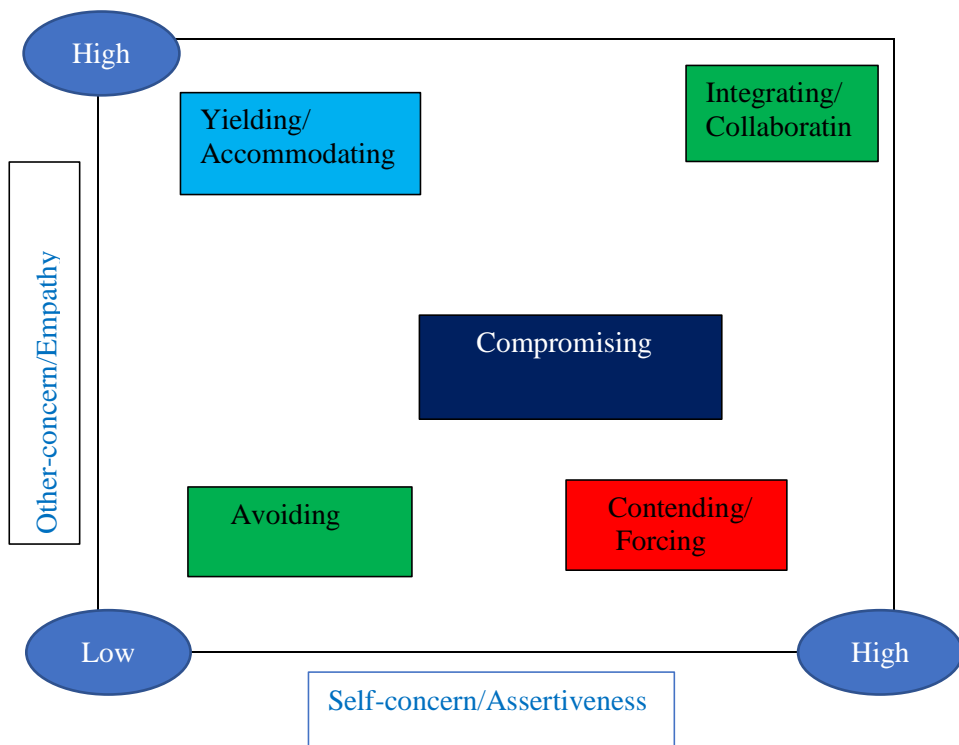 High
Yielding/
Accommodating
Integrating/
Collaboratin
Other-concern/Empathy
Compromising
Avoiding
Contending/
Forcing
Low
High
Self-concern/Assertiveness